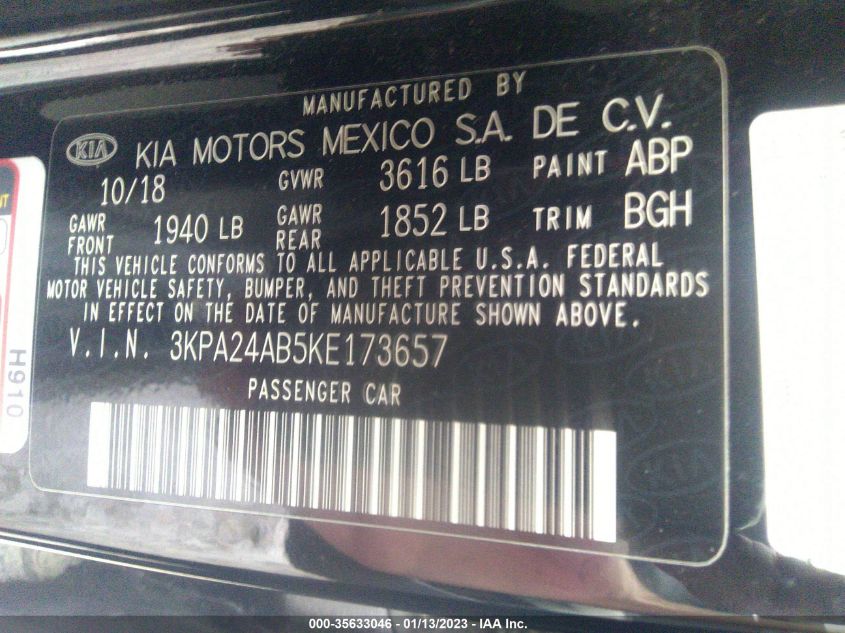 MANUFACTURED BY
KIA KIA MOTORS MEXICO S.A. DE C.V.
10/18 GVWR 3616 LB PAINT ABP
GAWR FRONT 1940 LB GAWR REAR 1852 LB TRIM BGH
THIS VEHICLE CONFORMS TO ALL APPLICABLE U.S.A. FEDERAL
MOTOR VEHICLE SAFETY, BUMPER, AND THEFT PREVENTION STANDARDS
IN EFFECT ON THE DATE OF MANUFACTURE SHOWN ABOVE.
V.I.N. 3KPA24AB5KE173657
PASSENGER CAR
H910
000-35633046 — 01/13/2023 — IAA Inc.